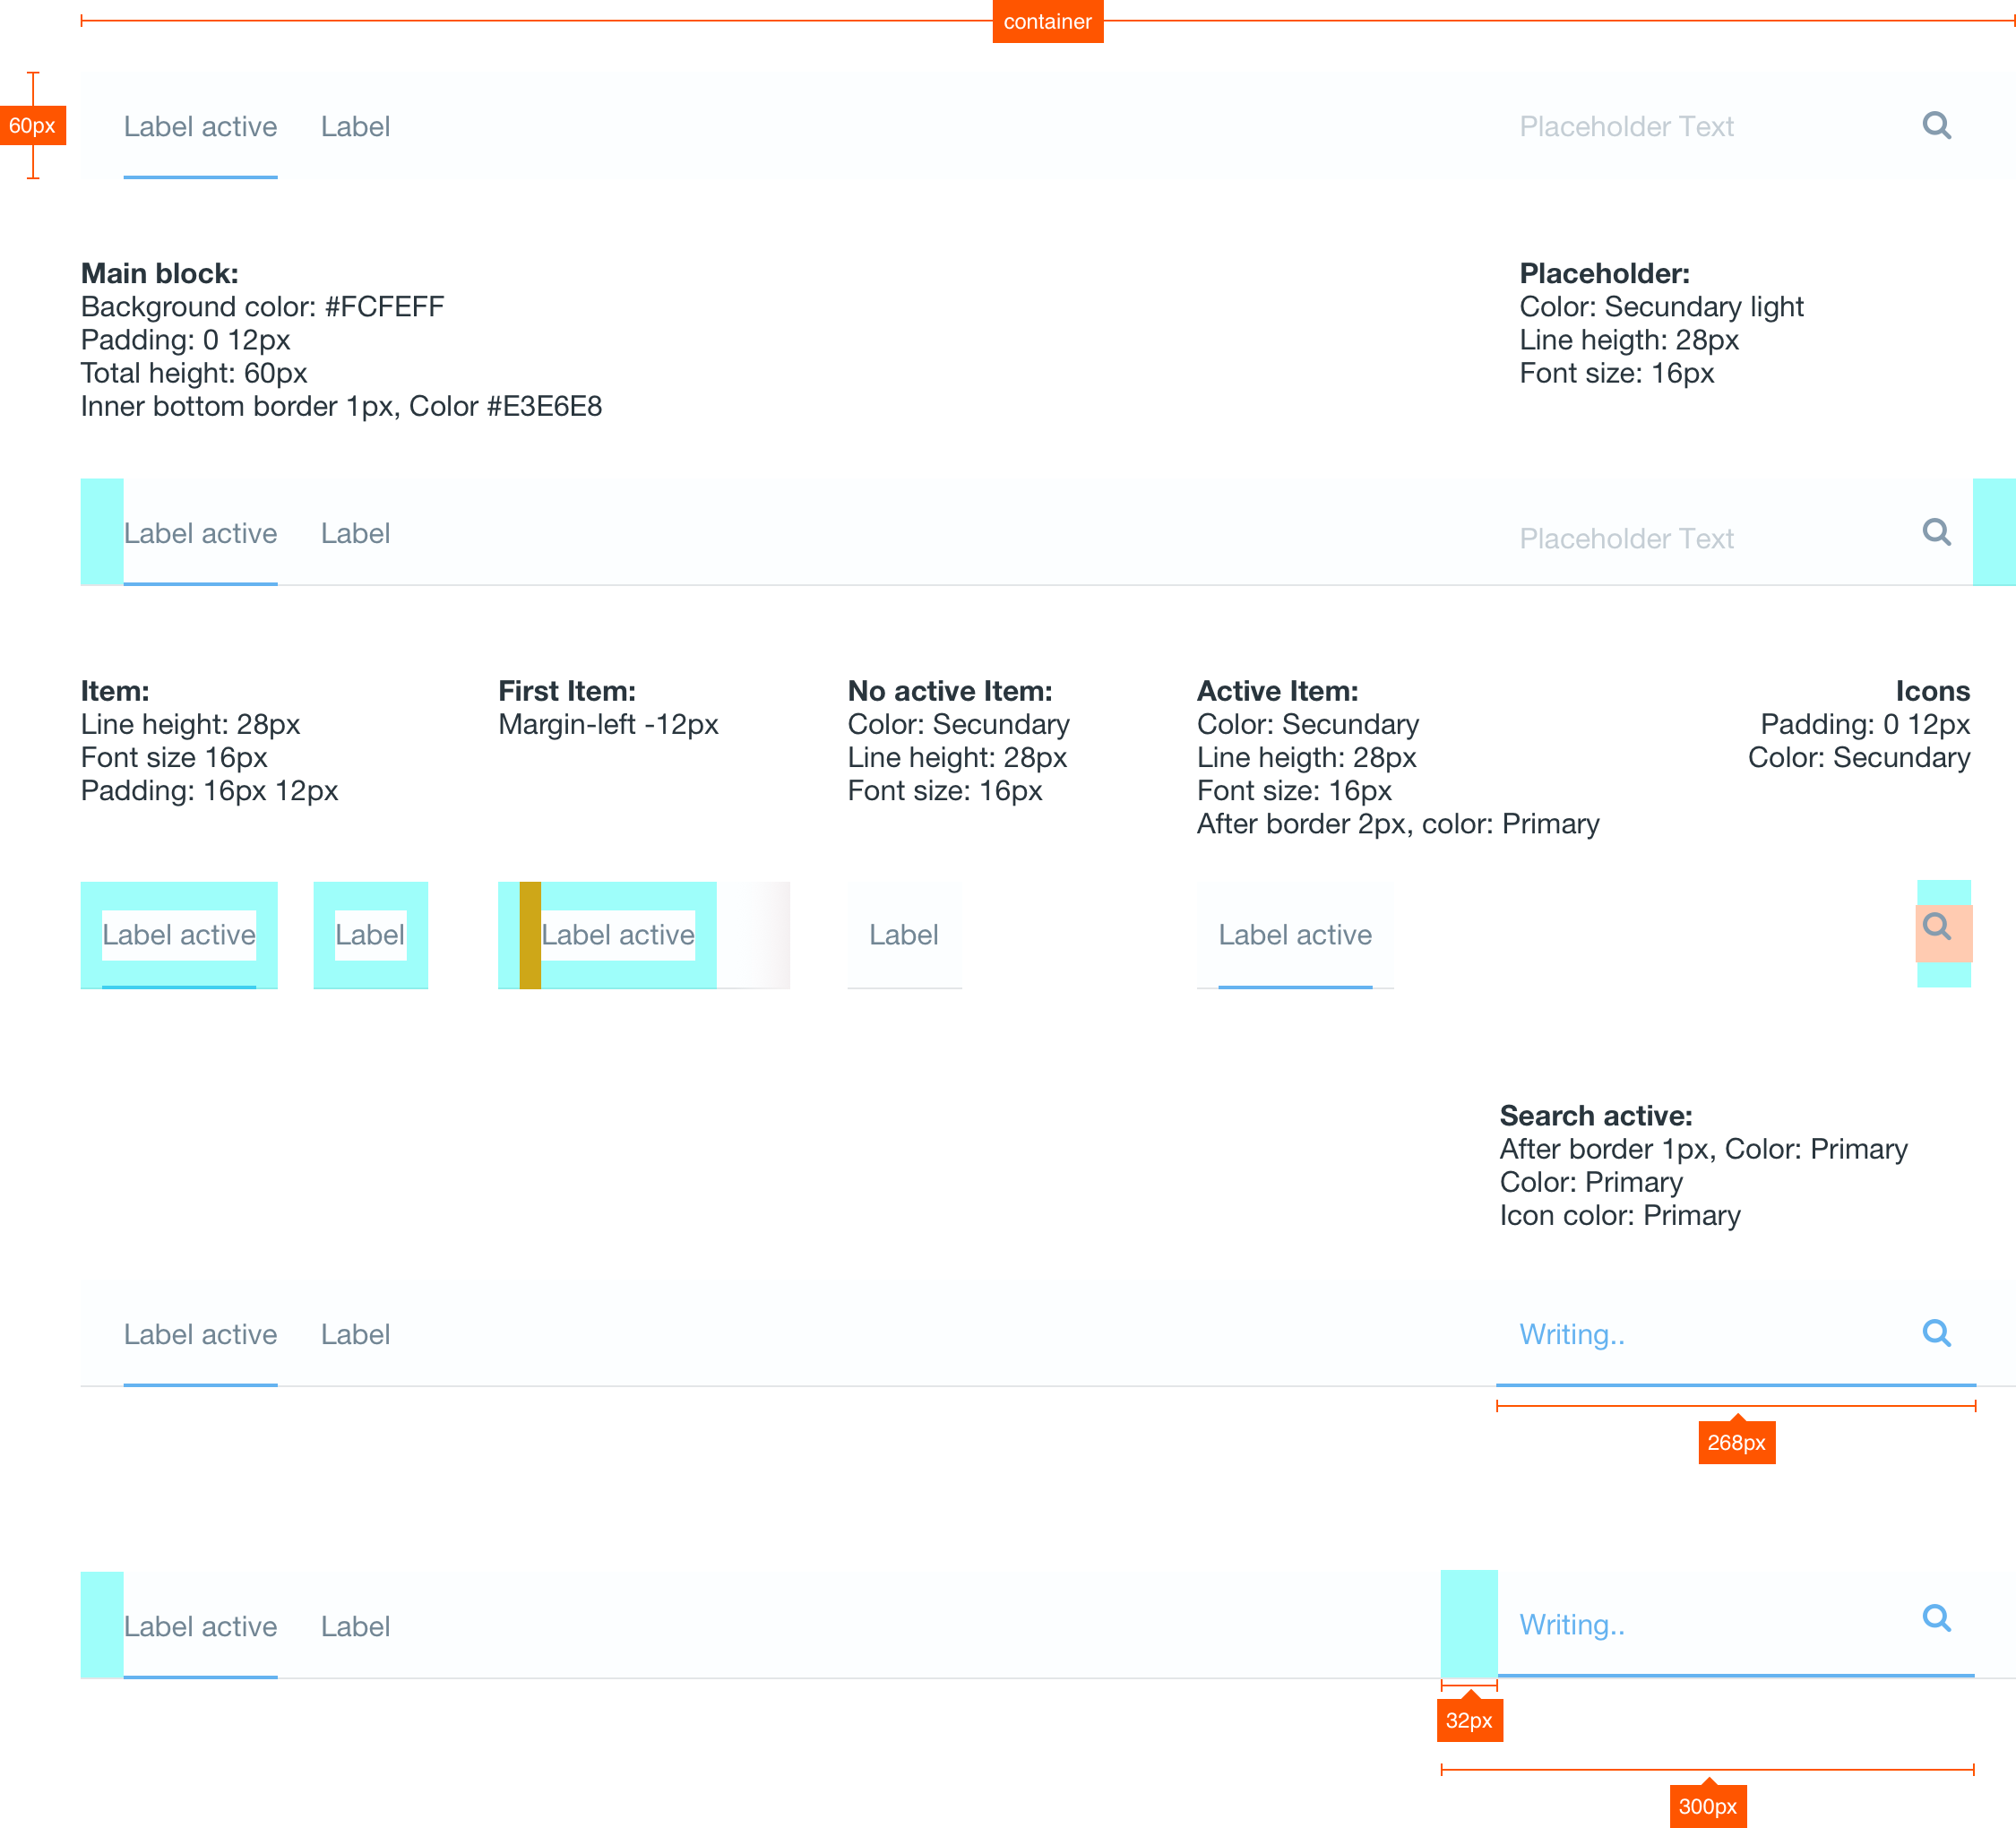 container
60px
Label active Label Placeholder Text
Main block:
Background color: #FCFEFF
Padding: 0 12px
Total height: 60px
Inner bottom border 1px, Color #E3E6E8
Placeholder:
Color: Secundary light
Line heigth: 28px
Font size: 16px
Label active Label Placeholder Text
Item:
Line height: 28px
Font size 16px
Padding: 16px 12px
First Item:
Margin-left -12px
No active Item:
Color: Secundary
Line height: 28px
Font size: 16px
Active Item:
Color: Secundary
Line heigth: 28px
Font size: 16px
After border 2px, color: Primary
Icons
Padding: 0 12px
Color: Secundary
Label active Label Label active Label Label active
Search active:
After border 1px, Color: Primary
Color: Primary
Icon color: Primary
Label active Label Writing..
268px
Label active Label Writing..
32px
300px